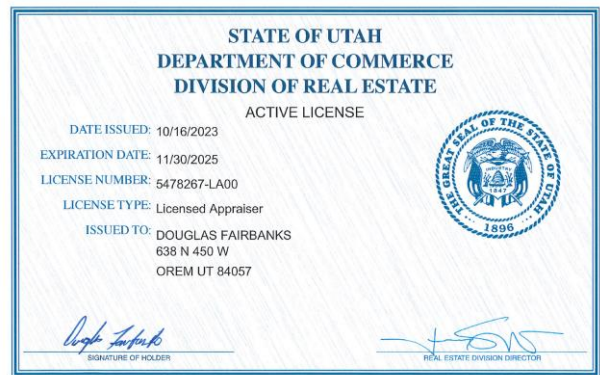 STATE OF UTAH
DEPARTMENT OF COMMERCE
DIVISION OF REAL ESTATE
ACTIVE LICENSE
DATE ISSUED: 10/16/2023
EXPIRATION DATE: 11/30/2025
LICENSE NUMBER: 5478267-LA00
LICENSE TYPE: Licensed Appraiser
ISSUED TO: DOUGLAS FAIRBANKS
638 N 450 W
OREM UT 84057
THE GREAT SEAL OF THE STATE OF UTAH
INDUSTRY
1847
1896
SIGNATURE OF HOLDER
REAL ESTATE DIVISION DIRECTOR